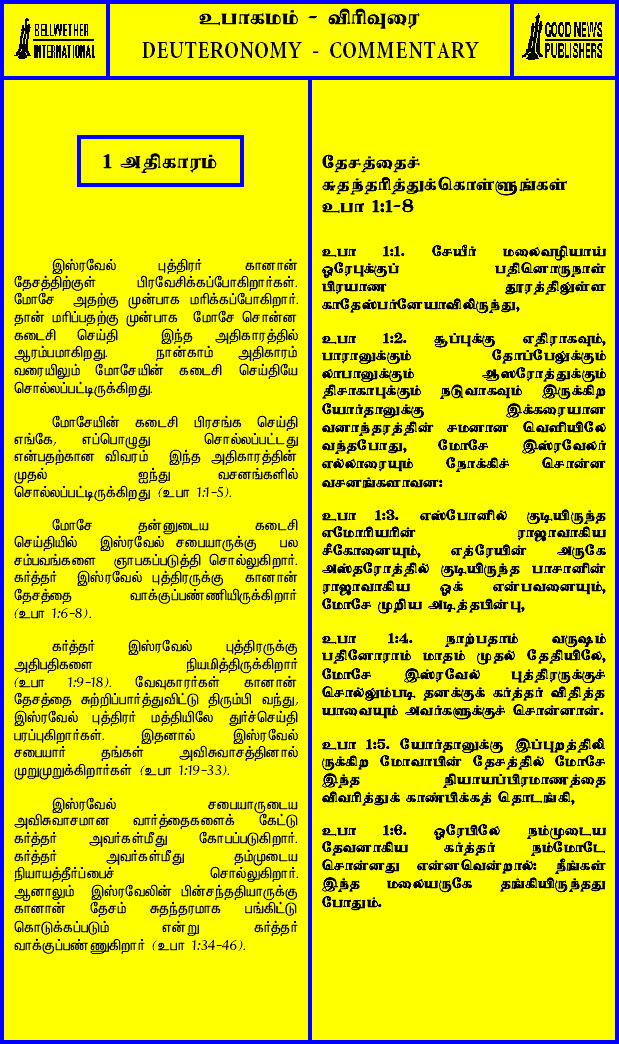 BELLWETHER
INTERNATIONAL
உபாகமம் - விரிவுரை
DEUTERONOMY - COMMENTARY
GOOD NEWS
PUBLISHERS
1 அதிகாரம்
இஸ்ரவேல் புத்திரர் கானான்
தேசத்திற்குள் பிரவேசிக்கப்போகிறார்கள்.
மோசே அதற்கு முன்பாக மரிக்கப்போகிறார்.
தான் மரிப்பதற்கு முன்பாக மோசே சொன்ன
கடைசி செய்தி இந்த அதிகாரத்தில்
ஆரம்பமாகிறது. நான்காம் அதிகாரம்
வரையிலும் மோசேயின் கடைசி செய்தியே
சொல்லப்பட்டிருக்கிறது.
மோசேயின் கடைசி பிரசங்க செய்தி
எங்கே, எப்பொழுது சொல்லப்பட்டது
என்பதற்கான விவரம் இந்த அதிகாரத்தின்
முதல் ஐந்து வசனங்களில்
சொல்லப்பட்டிருக்கிறது (உபா 1:1-5).
மோசே தன்னுடைய கடைசி
செய்தியில் இஸ்ரவேல் சபையாருக்கு பல
சம்பவங்களை ஞாபகப்படுத்தி சொல்லுகிறார்.
கர்த்தர் இஸ்ரவேல் புத்திரருக்கு கானான்
தேசத்தை வாக்குப்பண்ணியிருக்கிறார்
(உபா 1:6-8).
கர்த்தர் இஸ்ரவேல் புத்திரருக்கு
அதிபதிகளை நியமித்திருக்கிறார்
(உபா 1:9-18). வேவுகாரர்கள் கானான்
தேசத்தை சுற்றிப்பார்த்துவிட்டு திரும்பி வந்து,
இஸ்ரவேல் புத்திரர் மத்தியிலே துர்ச்செய்தி
பரப்புகிறார்கள். இதனால் இஸ்ரவேல்
சபையார் தங்கள் அவிசுவாசத்தினால்
முறுமுறுக்கிறார்கள் (உபா 1:19-33).
இஸ்ரவேல் சபையாருடைய
அவிசுவாசமான வார்த்தைகளைக் கேட்டு
கர்த்தர் அவர்கள்மீது கோபப்படுகிறார்.
கர்த்தர் அவர்கள்மீது தம்முடைய
நியாயத்தீர்ப்பைச் சொல்லுகிறார்.
ஆனாலும் இஸ்ரவேலின் பின்சந்ததியாருக்கு
கானான் தேசம் சுதந்தரமாக பங்கிட்டு
கொடுக்கப்படும் என்று கர்த்தர்
வாக்குப்பண்ணுகிறார் (உபா 1:34-46).
தேசத்தைச்
சுதந்தரித்துக்கொள்ளுங்கள்
உபா 1:1-8
உபா 1:1. சேயீர் மலைவழியாய்
ஓரேபுக்குப் பதினொருநாள்
பிரயாண தூரத்திலுள்ள
காதேஸ்பர்னேயாவிலிருந்து,
உபா 1:2. சூப்புக்கு எதிராகவும்,
பாரானுக்கும் தோப்பேலுக்கும்
லாபானுக்கும் ஆஸரோத்துக்கும்
திசாகாபுக்கும் நடுவாகவும் இருக்கிற
யோர்தானுக்கு இக்கரையான
வனாந்தரத்தின் சமனான வெளியிலே
வந்தபோது, மோசே இஸ்ரவேலர்
எல்லாரையும் நோக்கிச் சொன்ன
வசனங்களாவன:
உபா 1:3. எஸ்போனில் குடியிருந்த
எமோரியரின் ராஜாவாகிய
சீகோனையும், எத்ரேயின் அருகே
அஸ்தரோத்தில் குடியிருந்த பாசானின்
ராஜாவாகிய ஓக் என்பவனையும்,
மோசே முறிய அடித்தபின்பு,
உபா 1:4. நாற்பதாம் வருஷம்
பதினோராம் மாதம் முதல் தேதியிலே,
மோசே இஸ்ரவேல் புத்திரருக்குச்
சொல்லும்படி தனக்குக் கர்த்தர் விதித்த
யாவையும் அவர்களுக்குச் சொன்னான்.
உபா 1:5. யோர்தானுக்கு இப்புறத்திலி
ருக்கிற மோவாபின் தேசத்தில் மோசே
இந்த நியாயப்பிரமாணத்தை
விவரித்துக் காண்பிக்கத் தொடங்கி,
உபா 1:6. ஓரேபிலே நம்முடைய
தேவனாகிய கர்த்தர் நம்மோடே
சொன்னது என்னவென்றால்: நீங்கள்
இந்த மலையருகே தங்கியிருந்தது
போதும்.